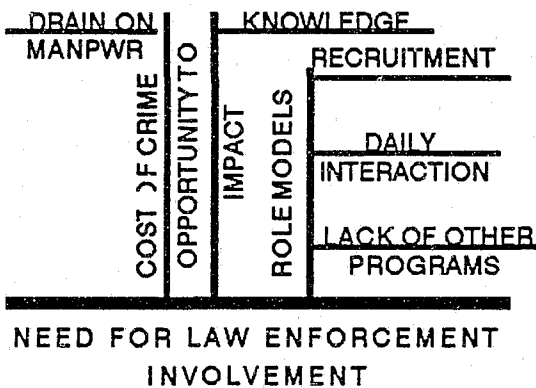 DRAIN ON
MANPWR
COST OF CRIME
OPPORTUNITY TO
IMPACT
KNOWLEDGE
ROLE MODELS
RECRUITMENT
DAILY
INTERACTION
LACK OF OTHER
PROGRAMS
NEED FOR LAW ENFORCEMENT
INVOLVEMENT